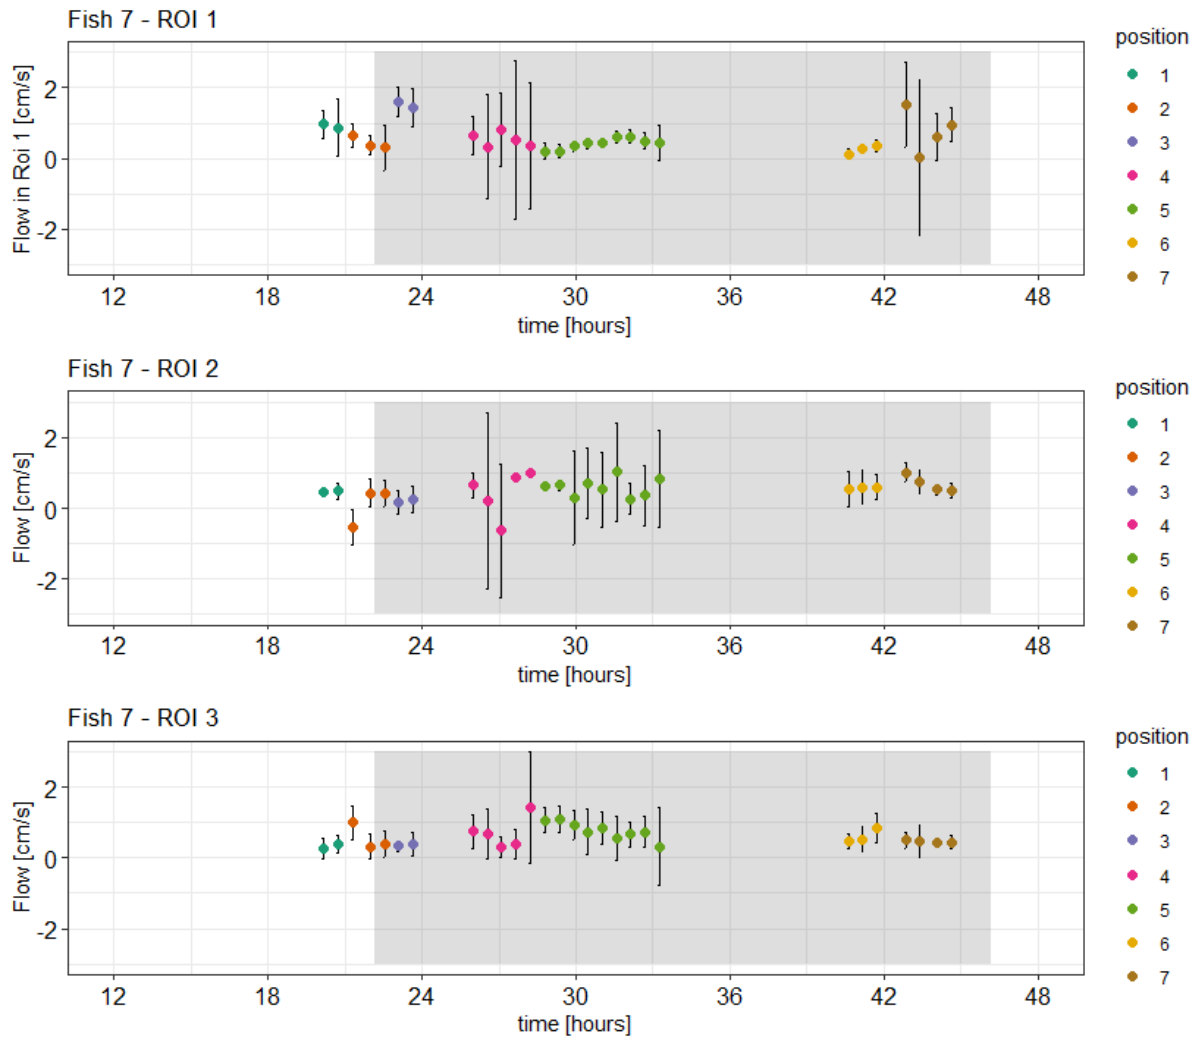 Fish 7 - ROI 1
Flow in Roi 1 [cm/s]
2
0
-2
12 18 24 30 36 42 48
time [hours]
position
1
2
3
4
5
6
7
Fish 7 - ROI 2
Flow [cm/s]
2
0
-2
12 18 24 30 36 42 48
time [hours]
position
1
2
3
4
5
6
7
Fish 7 - ROI 3
Flow [cm/s]
2
0
-2
12 18 24 30 36 42 48
time [hours]
position
1
2
3
4
5
6
7